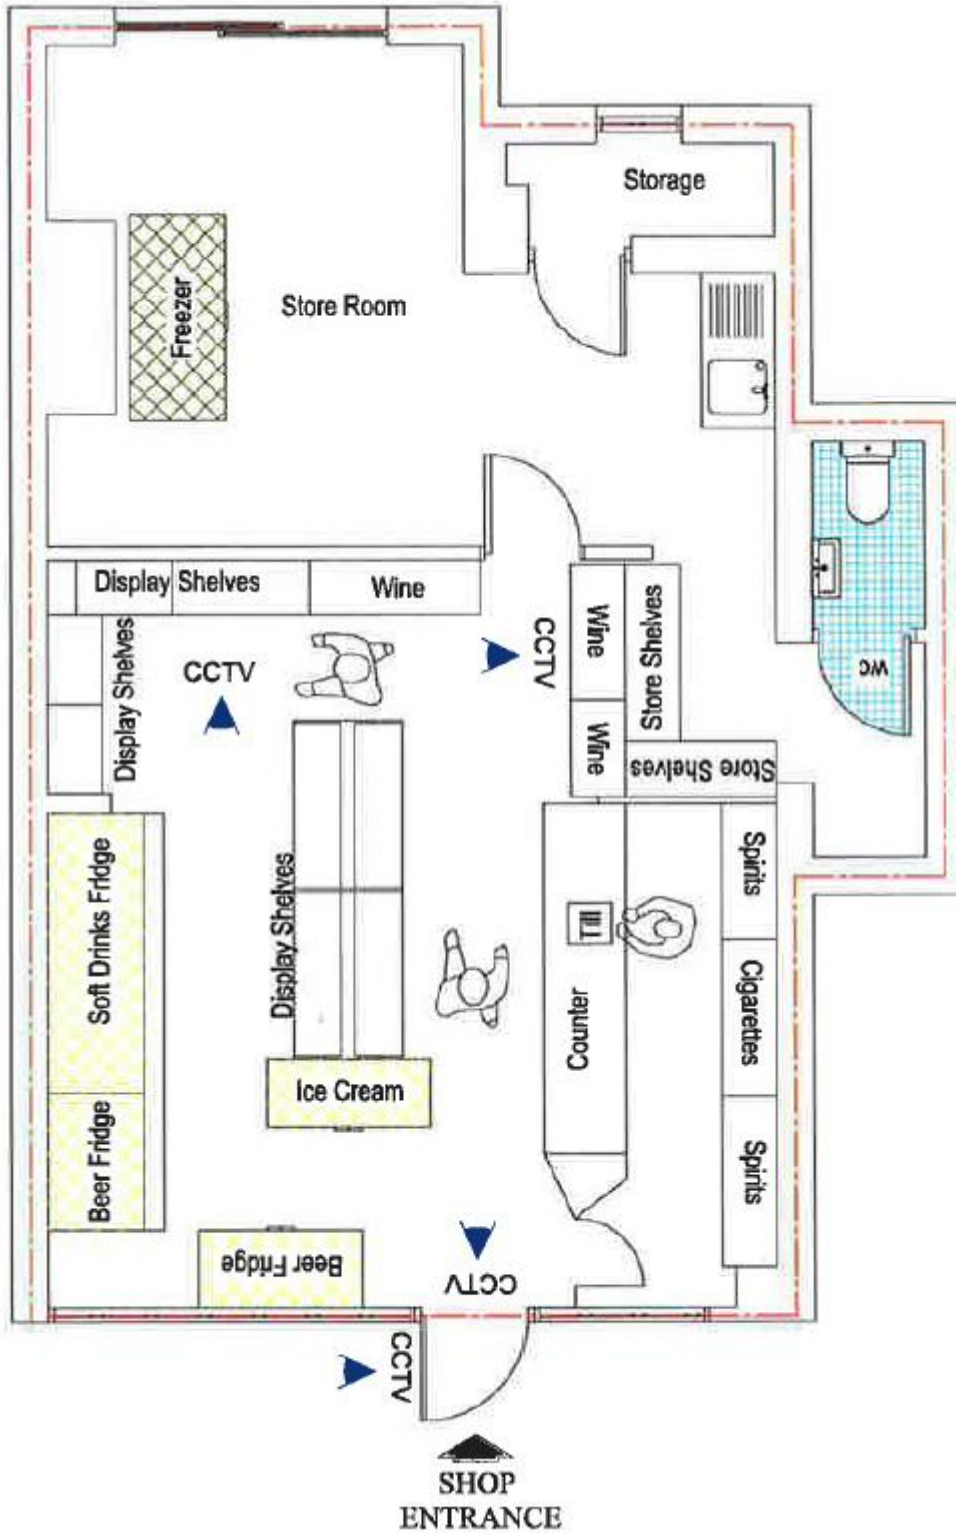 Storage
Store Room
Freezer
Display Shelves
Wine
Display Shelves
CCTV
CCTV
Wine
Store Shelves
Wine
Store Shelves
WC
Soft Drinks Fridge
Display Shelves
Till
Spirits
Counter
Cigarettes
Ice Cream
Beer Fridge
Spirits
Beer Fridge
CCTV
CCTV
SHOP
ENTRANCE